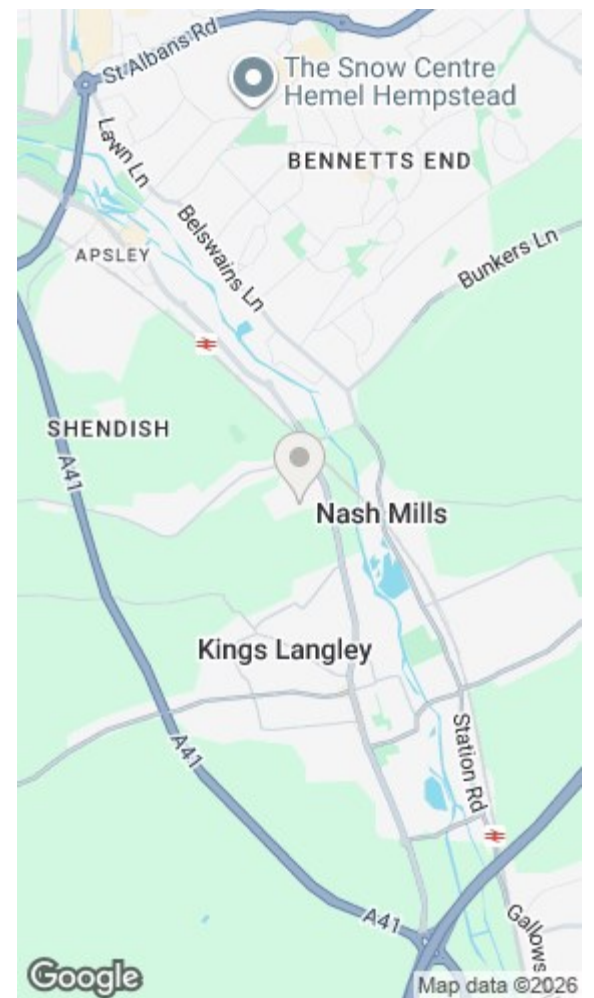 St Albans Rd
The Snow Centre
Hemel Hempstead
Lawn Ln
BENNETTS END
Belswains Ln
Bunkers Ln
APSLEY
SHENDISH
A41
Nash Mills
Kings Langley
A41
Station Rd
A41
Gallows
Google
Map data ©2026